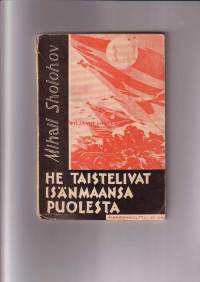 Mihail Sholohov
HE TAISTELIVAT
ISÄNMAANSA
PUOLESTA